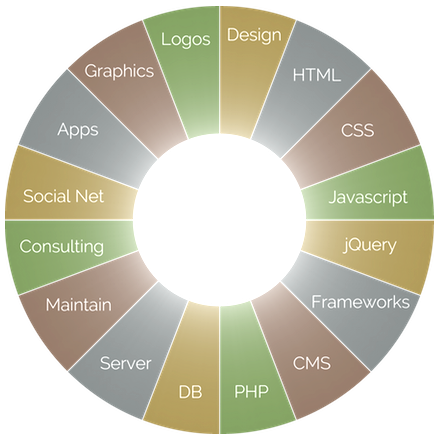 Logos
Design
HTML
CSS
Javascript
jQuery
Frameworks
CMS
PHP
DB
Server
Maintain
Consulting
Social Net
Apps
Graphics